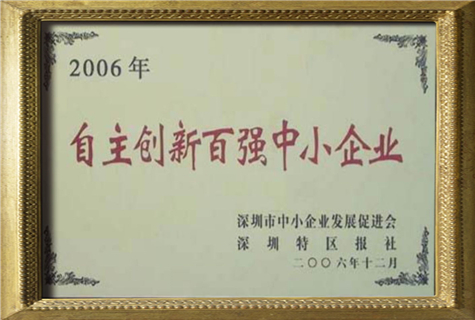 2006年
自主创新百强中小企业
深圳市中小企业发展促进会
深圳特区报社
二〇〇六年十二月